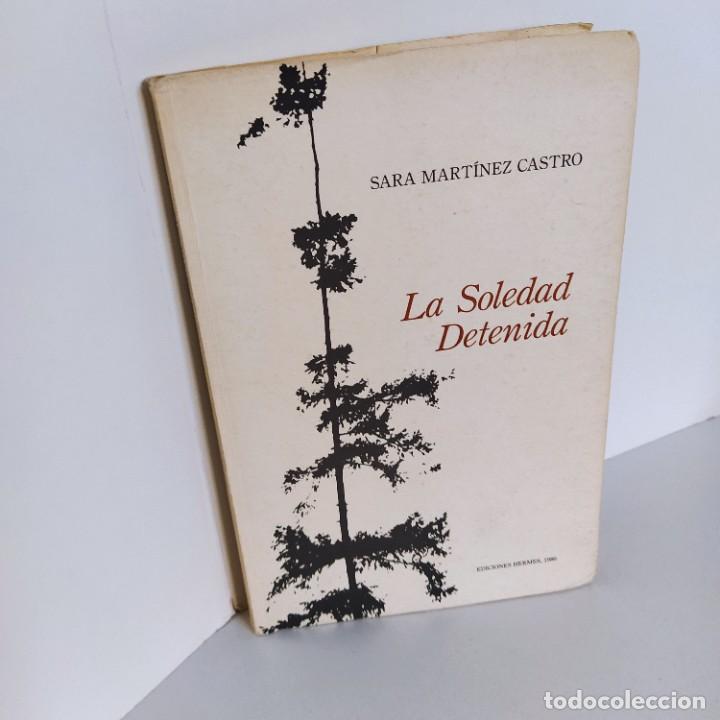 SARA MARTÍNEZ CASTRO
La Soledad
Detenida
EDICIONES HERMES, 1986
todocoleccion